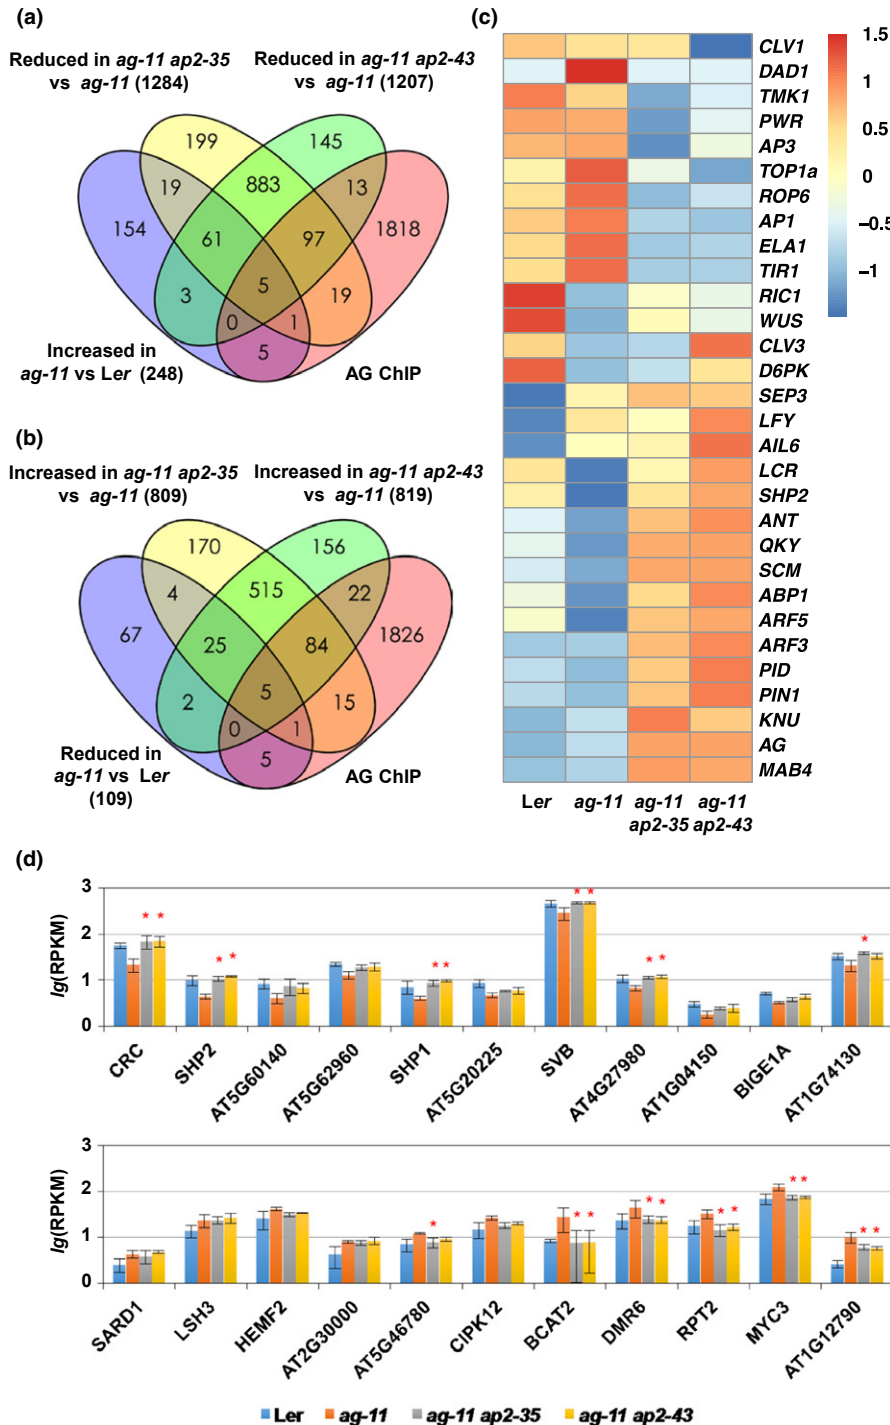 (a)
Reduced in ag-11 ap2-35
vs ag-11 (1284)
Reduced in ag-11 ap2-43
vs ag-11 (1207)
199
145
19
883
13
154
61
97
1818
3
5
19
0
1
5
Increased in
ag-11 vs Ler (248)
AG ChIP
(b)
Increased in ag-11 ap2-35
vs ag-11 (809)
Increased in ag-11 ap2-43
vs ag-11 (819)
170
156
4
515
22
67
25
84
1826
2
5
15
0
1
5
Reduced in
ag-11 vs Ler
(109)
AG ChIP
(c)
CLV1
DAD1
TMK1
PWR
AP3
TOP1a
ROP6
AP1
ELA1
TIR1
RIC1
WUS
CLV3
D6PK
SEP3
LFY
AIL6
LCR
SHP2
ANT
QKY
SCM
ABP1
ARF5
ARF3
PID
PIN1
KNU
AG
MAB4
1.5
1
0.5
0
−0.5
−1
Ler
ag-11
ag-11
ap2-35
ag-11
ap2-43
(d)
lg(RPKM)
3
2
1
0
* *
* *
* *
* *
* *
*
CRC
SHP2
AT5G60140
AT5G62960
SHP1
AT5G20225
SVB
AT4G27980
AT1G04150
BIGE1A
AT1G74130
lg(RPKM)
3
2
1
0
*
* *
* *
* *
* *
* *
SARD1
LSH3
HEMF2
AT2G30000
AT5G46780
CIPK12
BCAT2
DMR6
RPT2
MYC3
AT1G12790
Ler ag-11 ag-11 ap2-35 ag-11 ap2-43